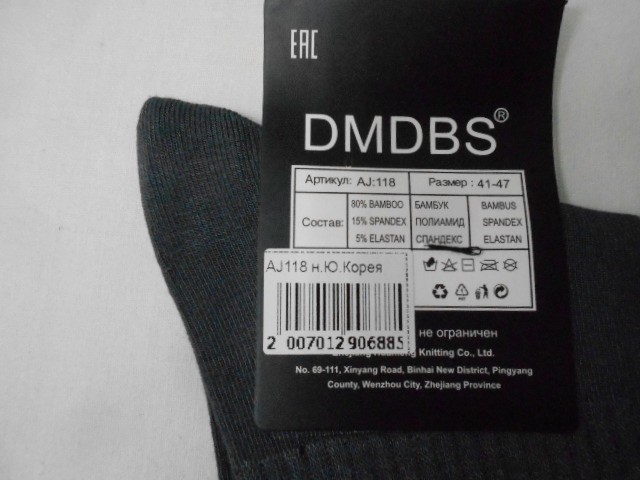 EAC
DMDBS®
Артикул: AJ:118 Размер : 41-47
Состав:
80% BAMBOO БАМБУК BAMBUS
15% SPANDEX ПОЛИАМИД SPANDEX
5% ELASTAN СПАНДЕКС ELASTAN
AJ118 н.Ю.Корея
2 007012 906885
не ограничен
Knitting Co., Ltd.
No. 69-111, Xinyang Road, Binhai New District, Pingyang
County, Wenzhou City, Zhejiang Province